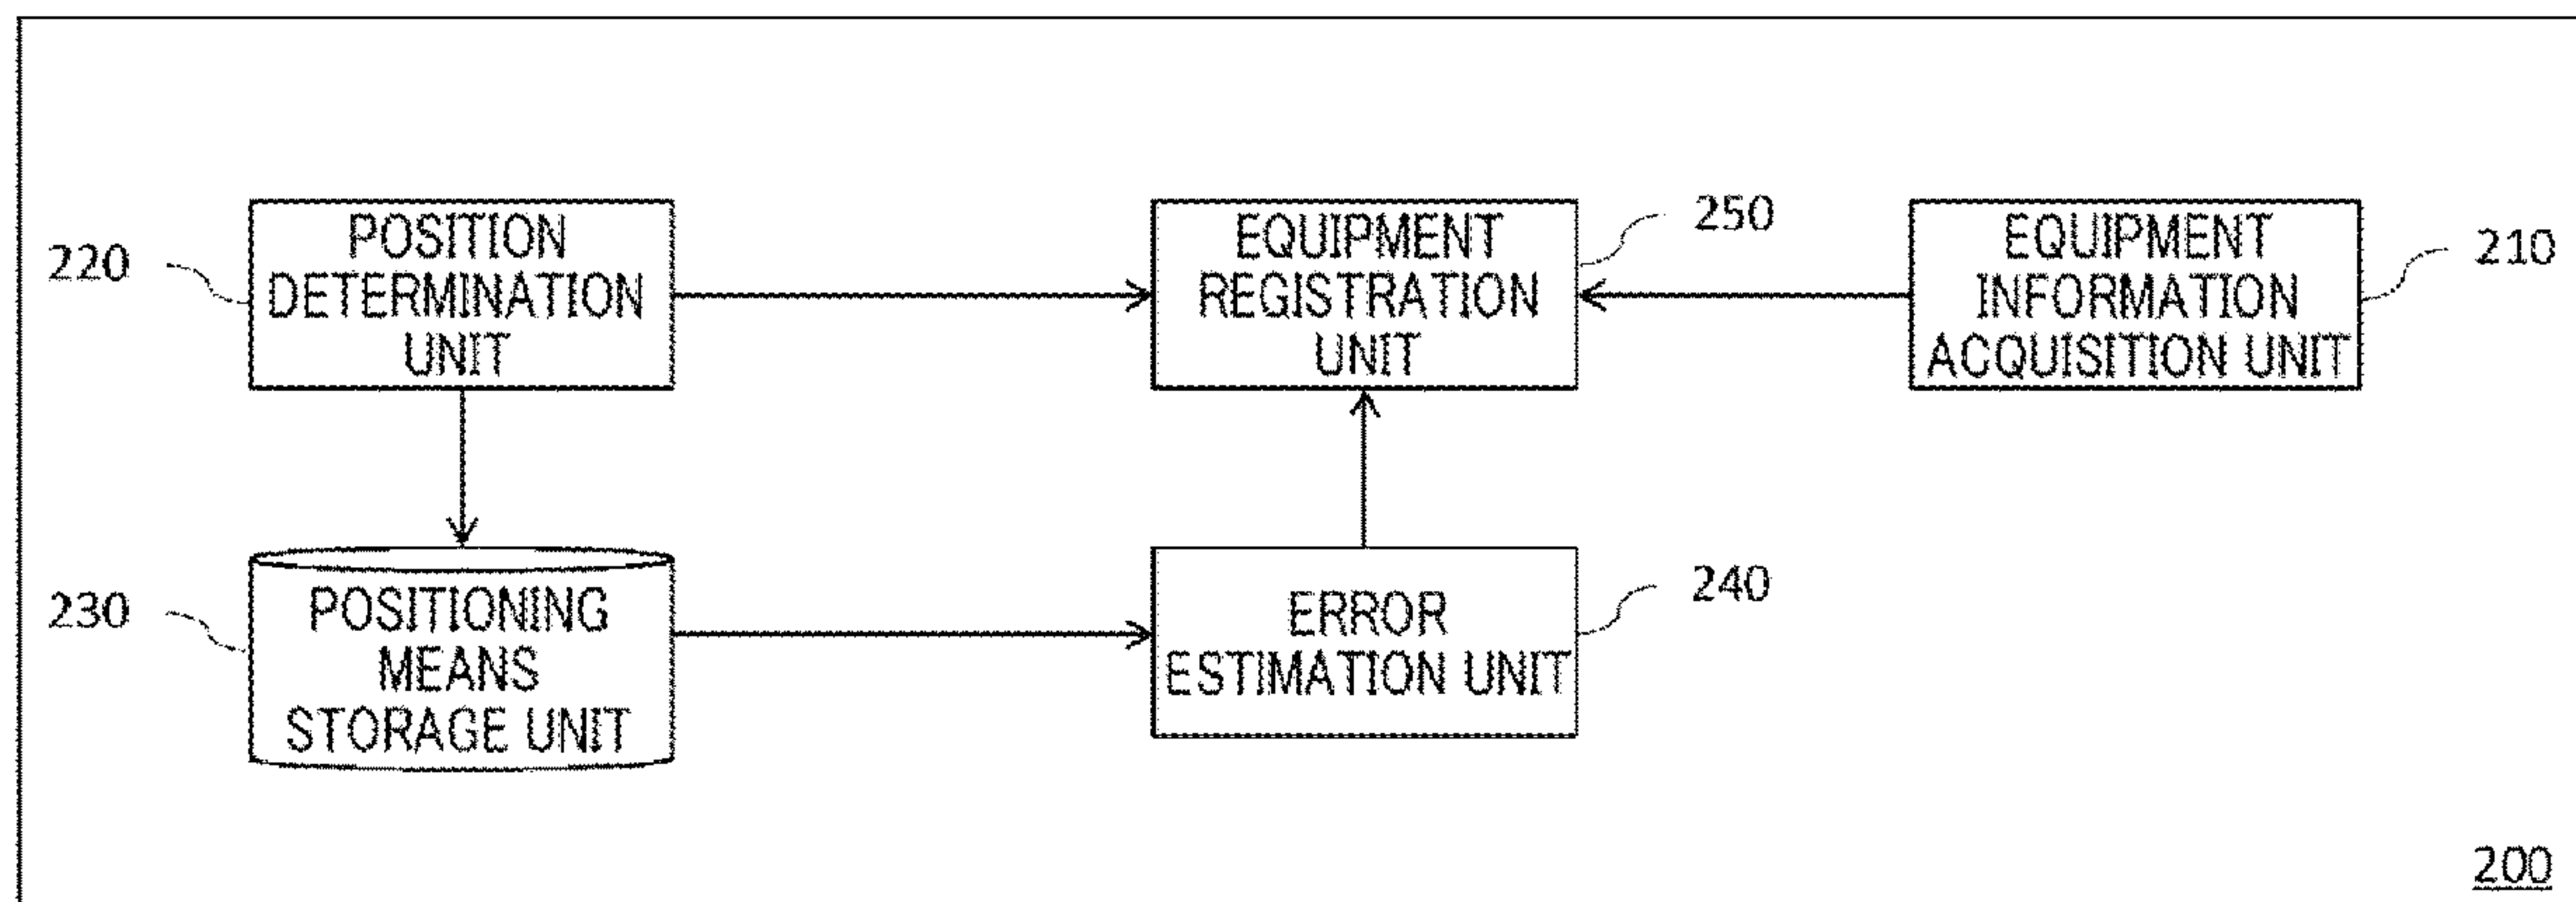 220
POSITION
DETERMINATION
UNIT
EQUIPMENT
REGISTRATION
UNIT
250
EQUIPMENT
INFORMATION
ACQUISITION UNIT
210
230
POSITIONING
MEANS
STORAGE UNIT
ERROR
ESTIMATION UNIT
240
200